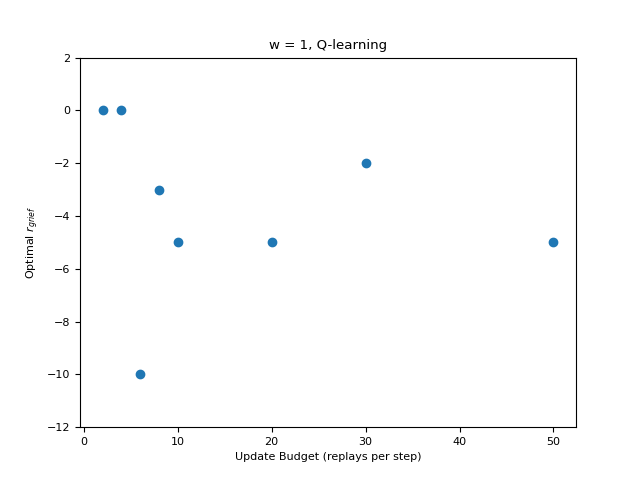 w = 1, Q-learning
2
0
−2
−4
−6
−8
−10
−12
Optimal r_grief
0 10 20 30 40 50
Update Budget (replays per step)